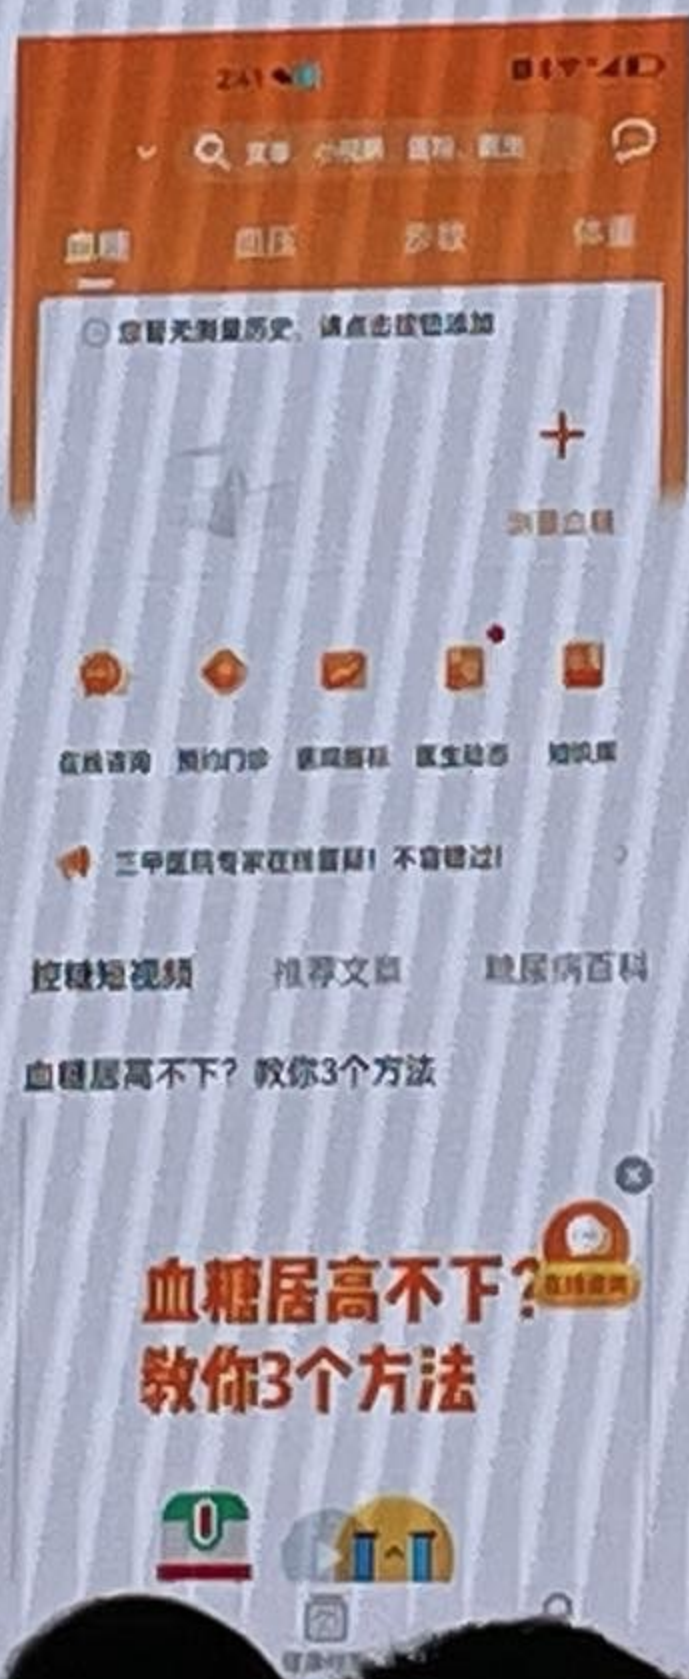 2:41
血糖 血压 步数 体重
您暂无测量历史，请点击按钮添加
测量血糖
在线咨询 预约门诊 医生动态 知识库
三甲医院专家在线答疑！不容错过！
控糖短视频 推荐文章 糖尿病百科
血糖居高不下？教你3个方法
血糖居高不下？
在线咨询
教你3个方法